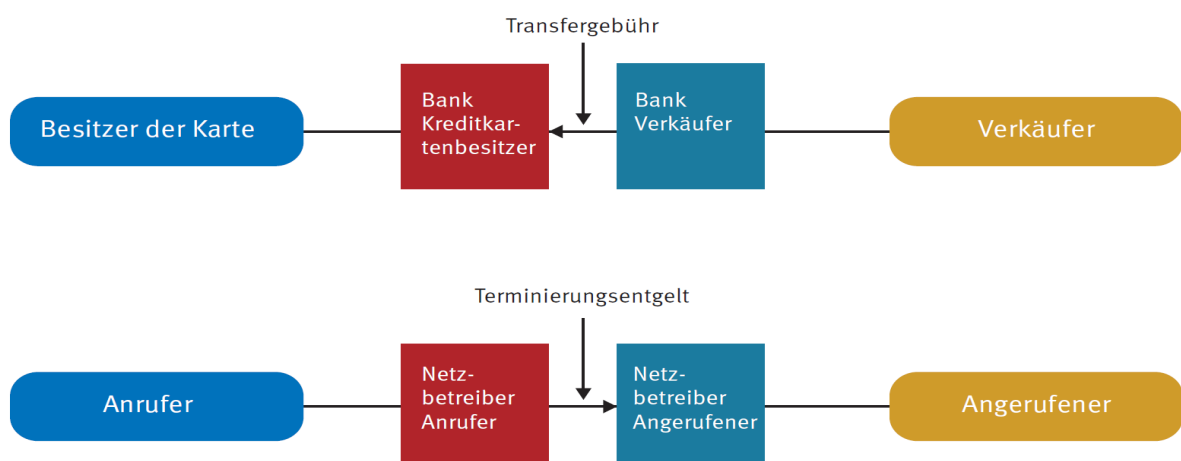 Transfergebühr
Besitzer der Karte
Bank
Kreditkar-
tenbesitzer
Bank
Verkäufer
Verkäufer
Terminierungsentgelt
Anrufer
Netz-
betreiber
Anrufer
Netz-
betreiber
Angerufener
Angerufener